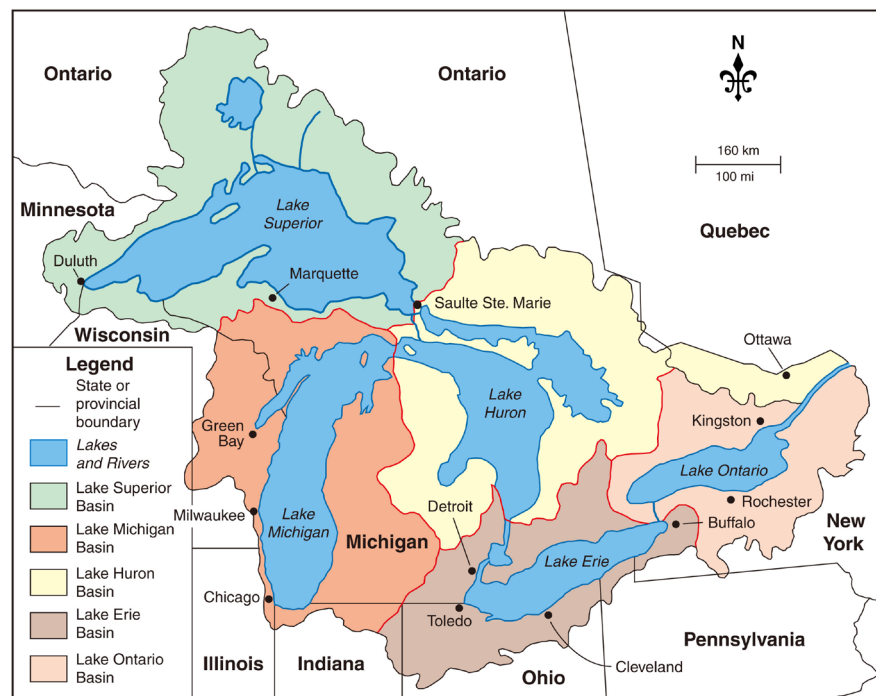 Ontario
Ontario
N
160 km
100 mi
Minnesota
Lake
Superior
Quebec
Duluth
Marquette
Saulte Ste. Marie
Wisconsin
Ottawa
Legend
State or
provincial
boundary
Lakes
and Rivers
Lake Superior
Basin
Lake Michigan
Basin
Lake Huron
Basin
Lake Erie
Basin
Lake Ontario
Basin
Lake
Huron
Green
Bay
Kingston
Lake Ontario
Milwaukee
Lake
Michigan
Michigan
Detroit
Rochester
Buffalo
New
York
Lake Erie
Chicago
Toledo
Cleveland
Pennsylvania
Illinois
Indiana
Ohio